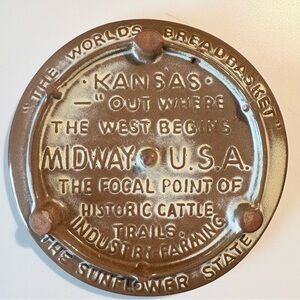 "THE WORLDS BREADBASKET"
· KANSAS ·
—"OUT WHERE
THE WEST BEGINS
MIDWAY U.S.A.
THE FOCAL POINT OF
HISTORIC CATTLE
TRAILS.
INDUSTRY-FARMING
THE SUNFLOWER STATE